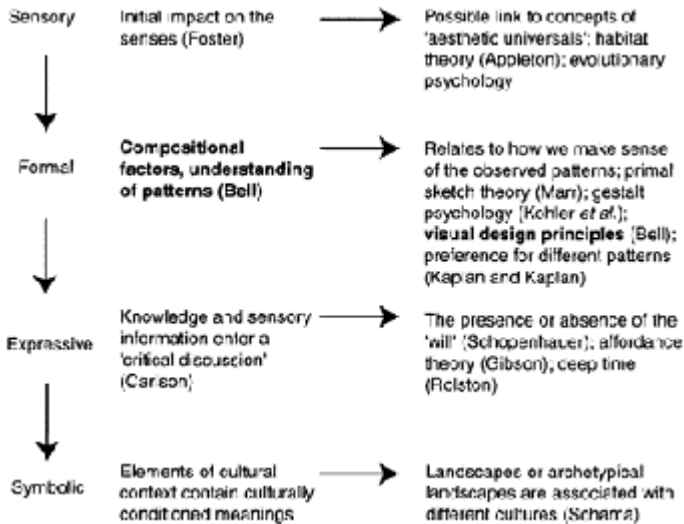 Sensory
Initial impact on the
senses (Foster)
Possible link to concepts of
'aesthetic universals'; habitat
theory (Appleton); evolutionary
psychology
Formal
Compositional
factors, understanding
of patterns (Bell)
Relates to how we make sense
of the observed patterns; primal
sketch theory (Marr); gestalt
psychology (Kohler et al.);
visual design principles (Bell);
preference for different patterns
(Kaplan and Kaplan)
Expressive
Knowledge and sensory
information enter a
'critical discussion'
(Carlson)
The presence or absence of the
'will' (Schopenhauer); affordance
theory (Gibson); deep time
(Rolston)
Symbolic
Elements of cultural
context contain culturally
conditioned meanings
Landscapes or archetypical
landscapes are associated with
different cultures (Schama)